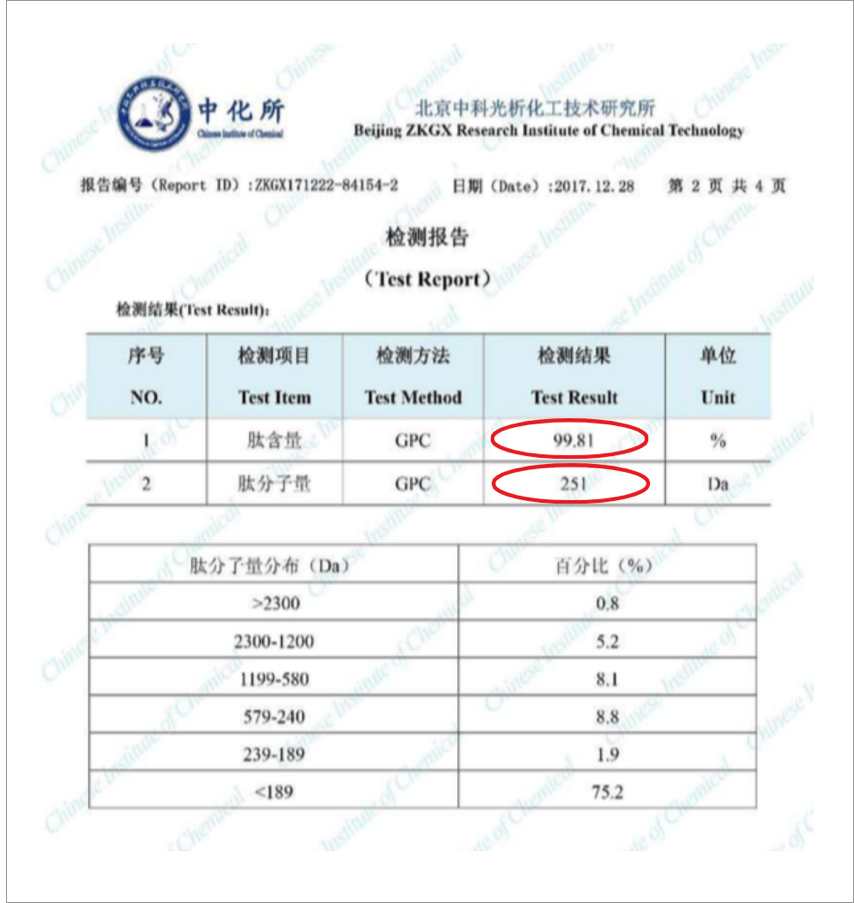 中化所
Chinese Institute of Chemical
北京中科光析化工技术研究所
Beijing ZKGX Research Institute of Chemical Technology
报告编号（Report ID）:ZKGX171222-84154-2 日期（Date）:2017.12.28 第 2 页 共 4 页
检测报告
（Test Report）
检测结果(Test Result):
序号 检测项目 检测方法 检测结果 单位
NO. Test Item Test Method Test Result Unit
1 肽含量 GPC 99.81 %
2 肽分子量 GPC 251 Da
肽分子量分布（Da） 百分比（%）
>2300 0.8
2300-1200 5.2
1199-580 8.1
579-240 8.8
239-189 1.9
<189 75.2